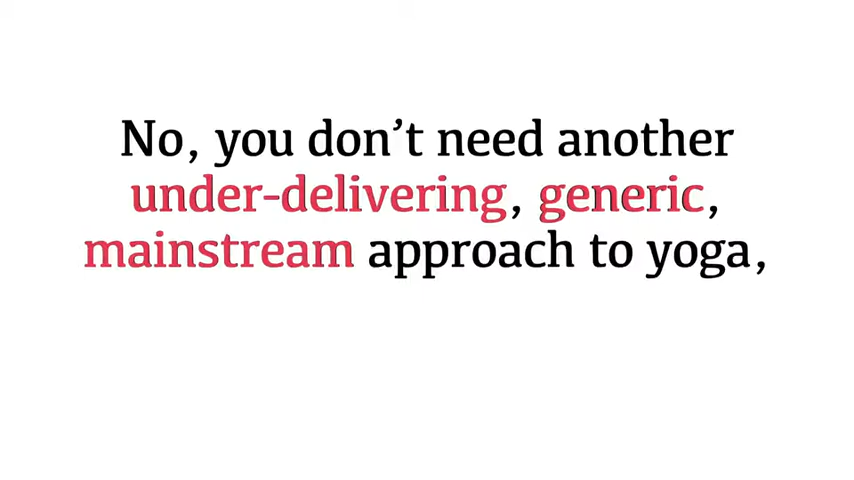 No, you don’t need another
under-delivering, generic,
mainstream approach to yoga,